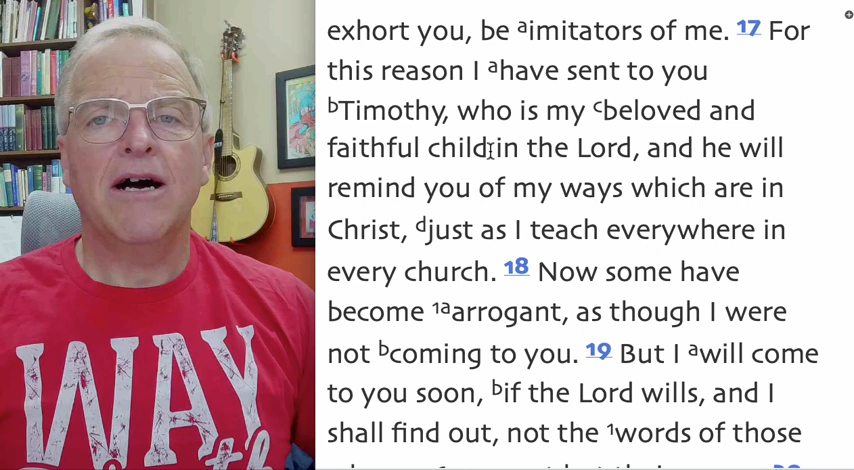 WAY
exhort you, be aimitators of me. 17 For
this reason I ahave sent to you
bTimothy, who is my cbeloved and
faithful child in the Lord, and he will
remind you of my ways which are in
Christ, djust as I teach everywhere in
every church. 18 Now some have
become 1aarrogant, as though I were
not bcoming to you. 19 But I awill come
to you soon, bif the Lord wills, and I
shall find out, not the 1words of those